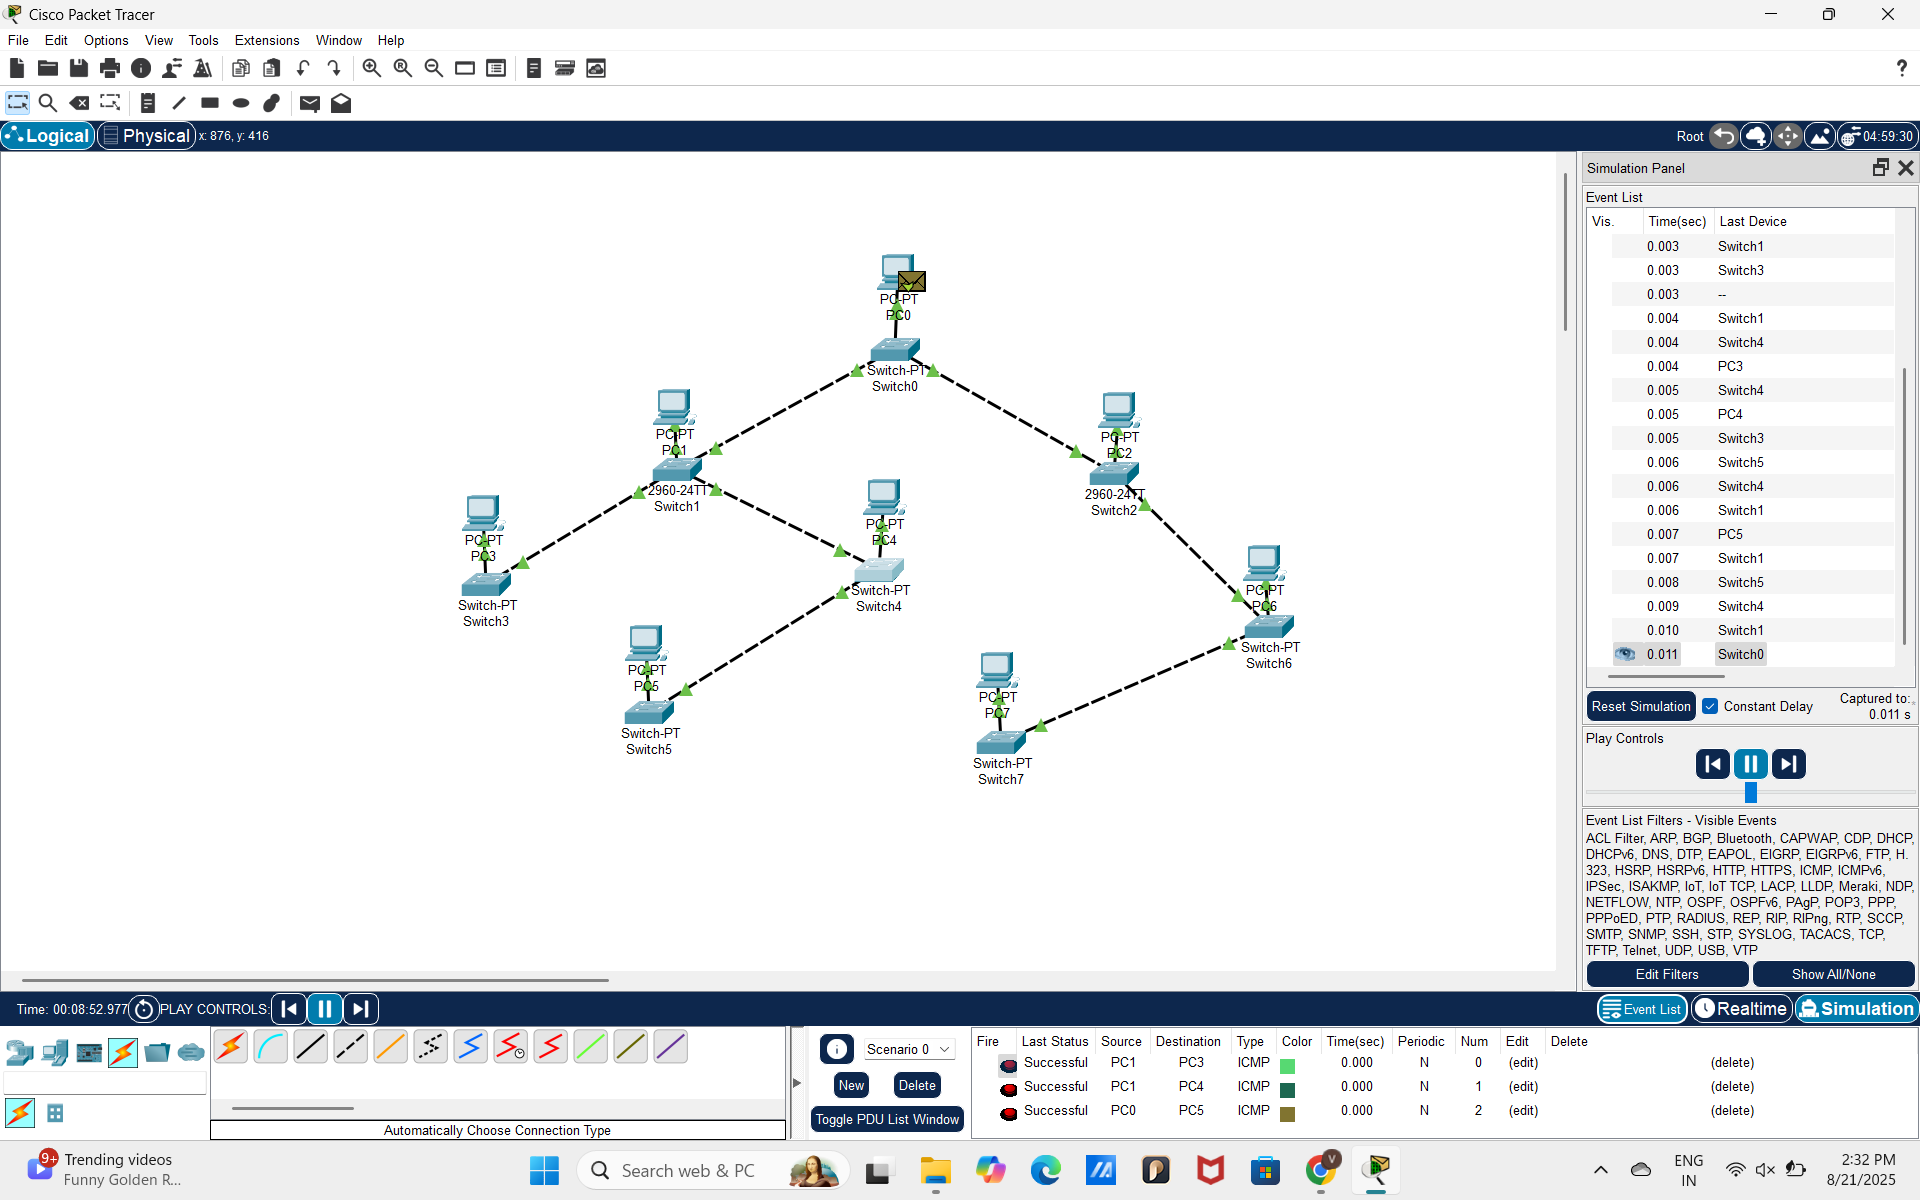 Cisco Packet Tracer
File Edit Options View Tools Extensions Window Help
Logical Physical x: 876, y: 416 Root 04:59:30
PC-PT
PC0
Switch-PT
Switch0
PC-PT
PC1
2960-24TT
Switch1
PC-PT
PC2
2960-24TT
Switch2
PC-PT
PC3
Switch-PT
Switch3
PC-PT
PC4
Switch-PT
Switch4
PC-PT
PC5
Switch-PT
Switch5
PC-PT
PC6
Switch-PT
Switch6
PC-PT
PC7
Switch-PT
Switch7
Simulation Panel
Event List
Vis. Time(sec) Last Device
0.003 Switch1
0.003 Switch3
0.003 --
0.004 Switch1
0.004 Switch4
0.004 PC3
0.005 Switch4
0.005 PC4
0.005 Switch3
0.006 Switch5
0.006 Switch4
0.006 Switch1
0.007 PC5
0.007 Switch1
0.008 Switch5
0.009 Switch4
0.010 Switch1
0.011 Switch0
Reset Simulation Constant Delay Captured to:
0.011 s
Play Controls
Event List Filters - Visible Events
ACL Filter, ARP, BGP, Bluetooth, CAPWAP, CDP, DHCP,
DHCPv6, DNS, DTP, EAPOL, EIGRP, EIGRPv6, FTP, H.
323, HSRP, HSRPv6, HTTP, HTTPS, ICMP, ICMPv6,
IPSec, ISAKMP, IoT, IoT TCP, LACP, LLDP, Meraki, NDP,
NETFLOW, NTP, OSPF, OSPFv6, PAgP, POP3, PPP,
PPPoED, PTP, RADIUS, REP, RIP, RIPng, RTP, SCCP,
SMTP, SNMP, SSH, STP, SYSLOG, TACACS, TCP,
TFTP, Telnet, UDP, USB, VTP
Edit Filters Show All/None
Time: 00:08:52.977 PLAY CONTROLS: Event List Realtime Simulation
Automatically Choose Connection Type
Scenario 0
New Delete
Toggle PDU List Window
Fire Last Status Source Destination Type Color Time(sec) Periodic Num Edit Delete
Successful PC1 PC3 ICMP 0.000 N 0 (edit) (delete)
Successful PC1 PC4 ICMP 0.000 N 1 (edit) (delete)
Successful PC0 PC5 ICMP 0.000 N 2 (edit) (delete)
9+
Trending videos
Funny Golden R...
Search web & PC
V
ENG
IN
2:32 PM
8/21/2025